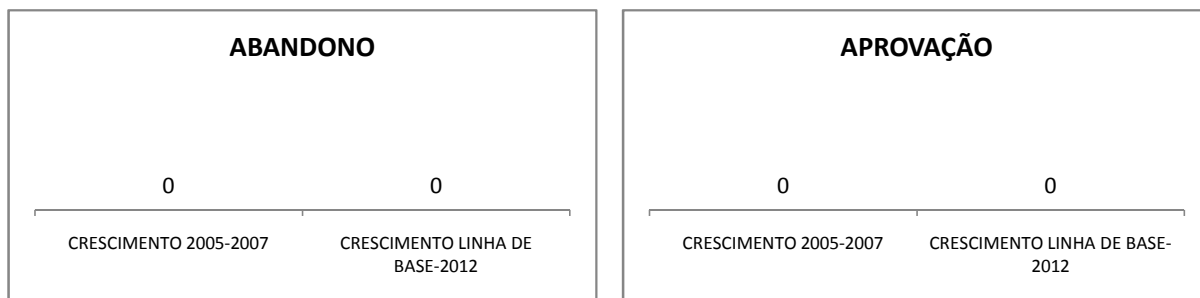 ABANDONO
0
0
CRESCIMENTO 2005-2007
CRESCIMENTO LINHA DE
BASE-2012
APROVAÇÃO
0
0
CRESCIMENTO 2005-2007
CRESCIMENTO LINHA DE BASE-
2012